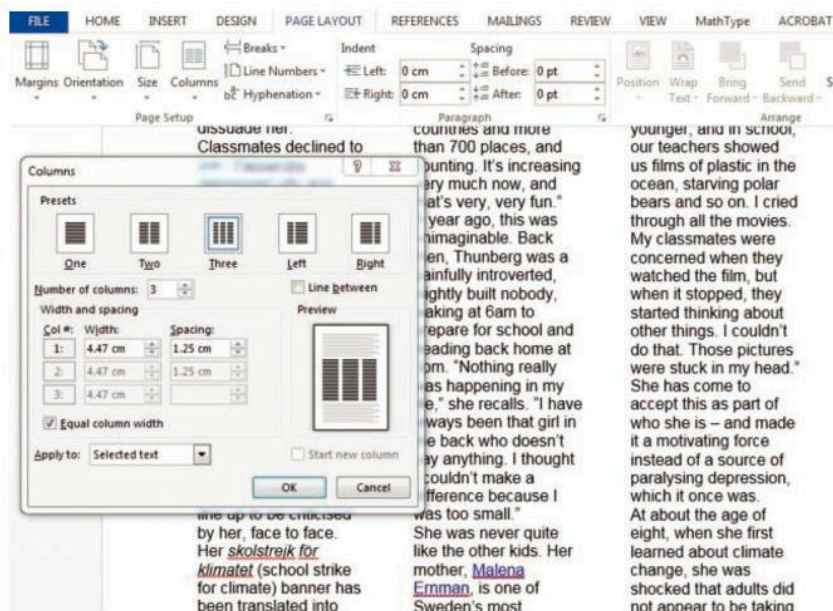 FILE HOME INSERT DESIGN PAGE LAYOUT REFERENCES MAILINGS REVIEW VIEW MathType ACROBAT
Margins Orientation Size Columns
Breaks
Line Numbers
Hyphenation
Page Setup
Indent
Left: 0 cm
Right: 0 cm
Spacing
Before: 0 pt
After: 0 pt
Paragraph
Position Wrap Text Bring Forward Send Backward S
Arrange
Columns
Presets
One Two Three Left Right
Number of columns: 3
Line between
Width and spacing
Col #: Width: Spacing:
1: 4.47 cm 1.25 cm
2: 4.47 cm 1.25 cm
3: 4.47 cm
Equal column width
Preview
Apply to: Selected text
Start new column
OK Cancel
dissuade her.
Classmates declined to
line up to be criticised
by her, face to face.
Her skolstrejk för
klimatet (school strike
for climate) banner has
been translated into
countries and more
than 700 places, and
It's increasing
very much now, and
very, very fun."
year ago, this was
Back
Thunberg was a
introverted,
built nobody,
at 6am to
prepare for school and
back home at
"Nothing really
happening in my
she recalls. "I have
been that girl in
back who doesn't
anything. I thought
couldn't make a
difference because I
was too small."
She was never quite
like the other kids. Her
mother, Malena
Ernman, is one of
Sweden's most
younger, and in school,
our teachers showed
us films of plastic in the
ocean, starving polar
bears and so on. I cried
through all the movies.
My classmates were
concerned when they
watched the film, but
when it stopped, they
started thinking about
other things. I couldn't
do that. Those pictures
were stuck in my head."
She has come to
accept this as part of
who she is – and made
it a motivating force
instead of a source of
paralysing depression,
which it once was.
At about the age of
eight, when she first
learned about climate
change, she was
shocked that adults did
not appear to be taking